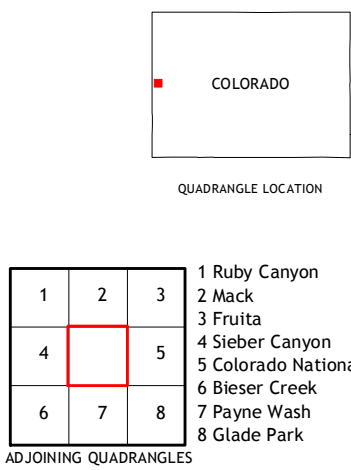 COLORADO
QUADRANGLE LOCATION
1 2 3
4 5
6 7 8
1 Ruby Canyon
2 Mack
3 Fruita
4 Sieber Canyon
5 Colorado Nationa
6 Bieser Creek
7 Payne Wash
8 Glade Park
ADJOINING QUADRANGLES